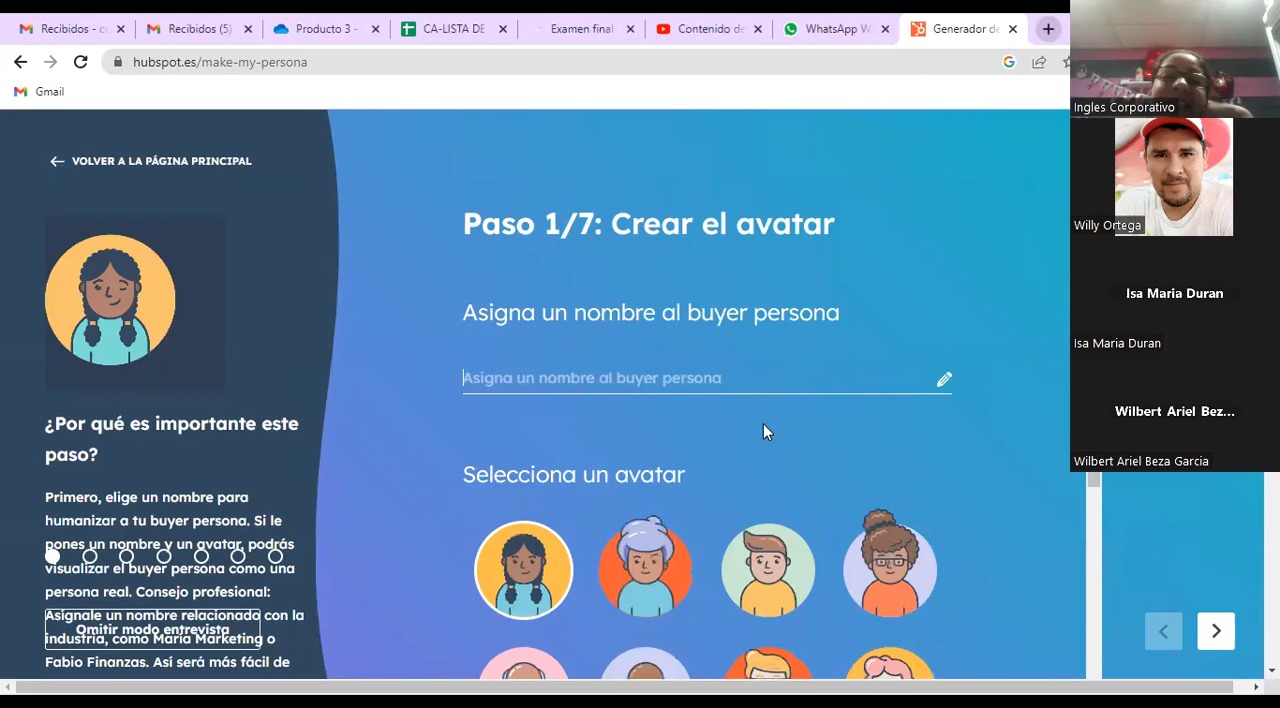 Recibidos - c
Recibidos (5)
Producto 3 -
CA-LISTA DE
Examen final
Contenido de
WhatsApp W
Generador de
hubspot.es/make-my-persona
Gmail
VOLVER A LA PÁGINA PRINCIPAL
¿Por qué es importante este
paso?
Primero, elige un nombre para
humanizar a tu buyer persona. Si le
pones un nombre y un avatar, podrás
visualizar el buyer persona como una
persona real. Consejo profesional:
Asígnale un nombre relacionado con la
industria, como María Marketing o
Fabio Finanzas. Así será más fácil de
Omitir modo entrevista
Paso 1/7: Crear el avatar
Asigna un nombre al buyer persona
Asigna un nombre al buyer persona
Selecciona un avatar
Ingles Corporativo
Willy Ortega
Isa Maria Duran
Isa Maria Duran
Wilbert Ariel Bez...
Wilbert Ariel Beza Garcia